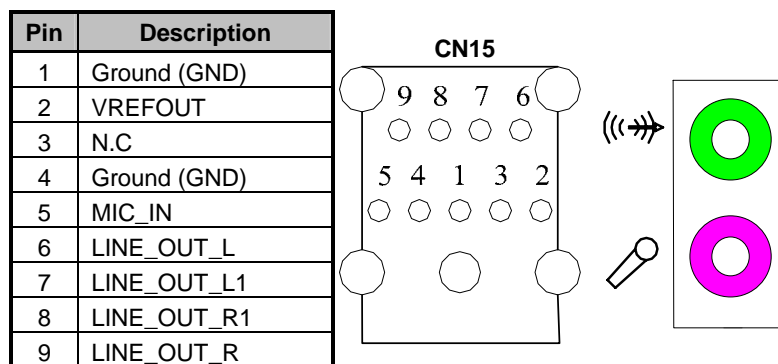 Pin Description
1 Ground (GND)
2 VREFOUT
3 N.C
4 Ground (GND)
5 MIC_IN
6 LINE_OUT_L
7 LINE_OUT_L1
8 LINE_OUT_R1
9 LINE_OUT_R
CN15
9 8 7 6
5 4 1 3 2